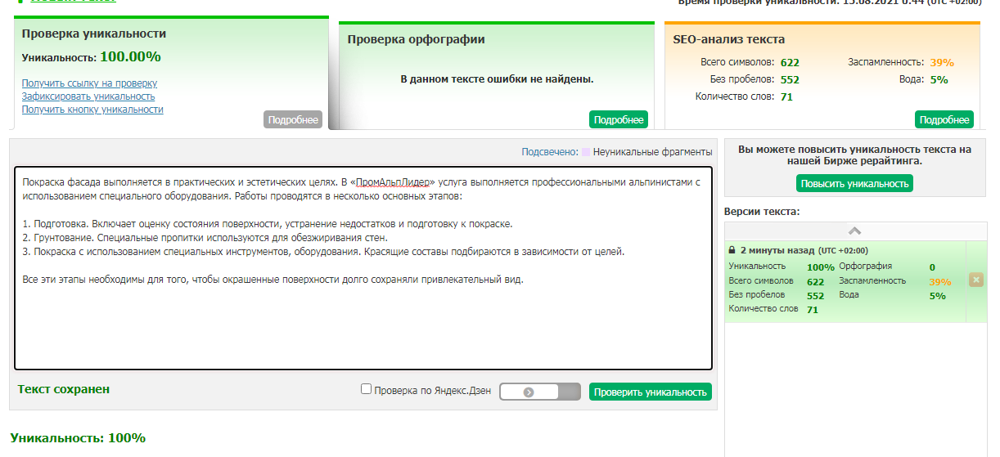 Время проверки уникальности: 15.08.2021 6:44 (UTC +02:00)
Проверка уникальности
Уникальность: 100.00%
Получить ссылку на проверку
Зафиксировать уникальность
Получить кнопку уникальности
Подробнее
Проверка орфографии
В данном тексте ошибки не найдены.
Подробнее
SEO-анализ текста
Всего символов: 622
Заспамленность: 39%
Без пробелов: 552
Вода: 5%
Количество слов: 71
Подробнее
Подсвечено: Неуникальные фрагменты
Покраска фасада выполняется в практических и эстетических целях. В «ПромАльпЛидер» услуга выполняется профессиональными альпинистами с
использованием специального оборудования. Работы проводятся в несколько основных этапов:
1. Подготовка. Включает оценку состояния поверхности, устранение недостатков и подготовку к покраске.
2. Грунтование. Специальные пропитки используются для обезжиривания стен.
3. Покраска с использованием специальных инструментов, оборудования. Красящие составы подбираются в зависимости от целей.
Все эти этапы необходимы для того, чтобы окрашенные поверхности долго сохраняли привлекательный вид.
Текст сохранен
Проверка по Яндекс.Дзен
Проверить уникальность
Уникальность: 100%
Вы можете повысить уникальность текста на
нашей Бирже рерайтинга.
Повысить уникальность
Версии текста:
2 минуты назад (UTC +02:00)
Уникальность 100% Орфография 0
Всего символов 622 Заспамленность 39%
Без пробелов 552 Вода 5%
Количество слов 71